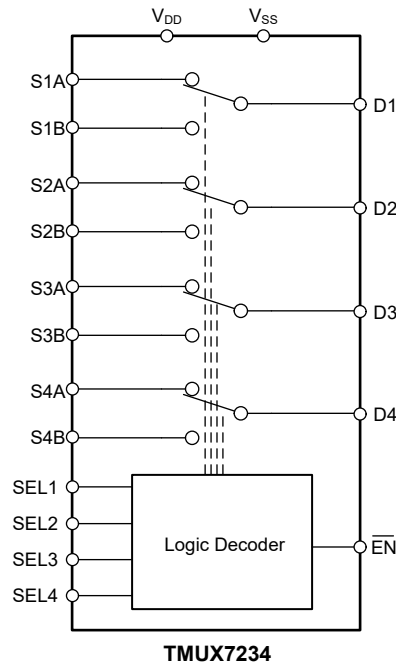 VDD VSS
S1A
D1
S1B
S2A
D2
S2B
S3A
D3
S3B
S4A
D4
S4B
SEL1
SEL2
Logic Decoder
EN
SEL3
SEL4
TMUX7234